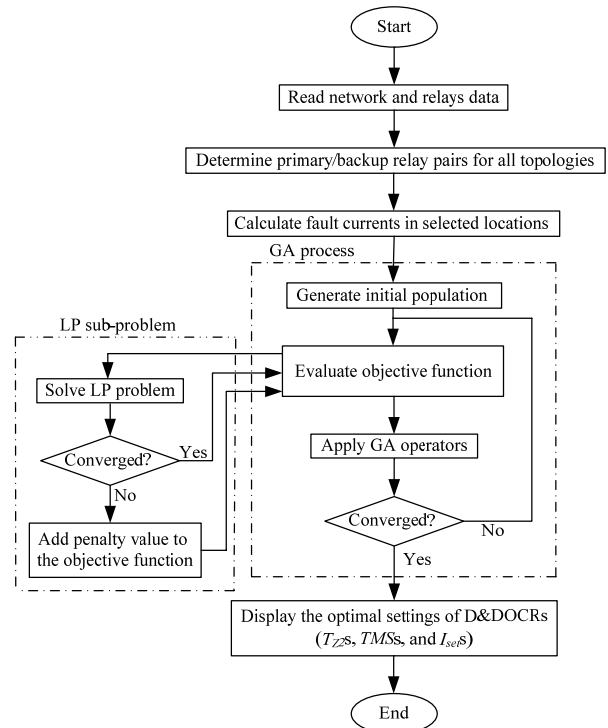 Start
Read network and relays data
Determine primary/backup relay pairs for all topologies
Calculate fault currents in selected locations
GA process
Generate initial population
LP sub-problem
Evaluate objective function
Solve LP problem
Apply GA operators
Converged?
Yes
No
Add penalty value to
the objective function
Converged?
No
Yes
Display the optimal settings of D&DOCRs
(TZ2s, TMSs, and Isets)
End